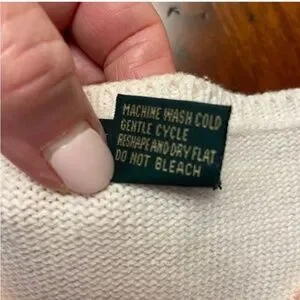 MACHINE WASH COLD
GENTLE CYCLE
RESHAPE AND DRY FLAT
DO NOT BLEACH